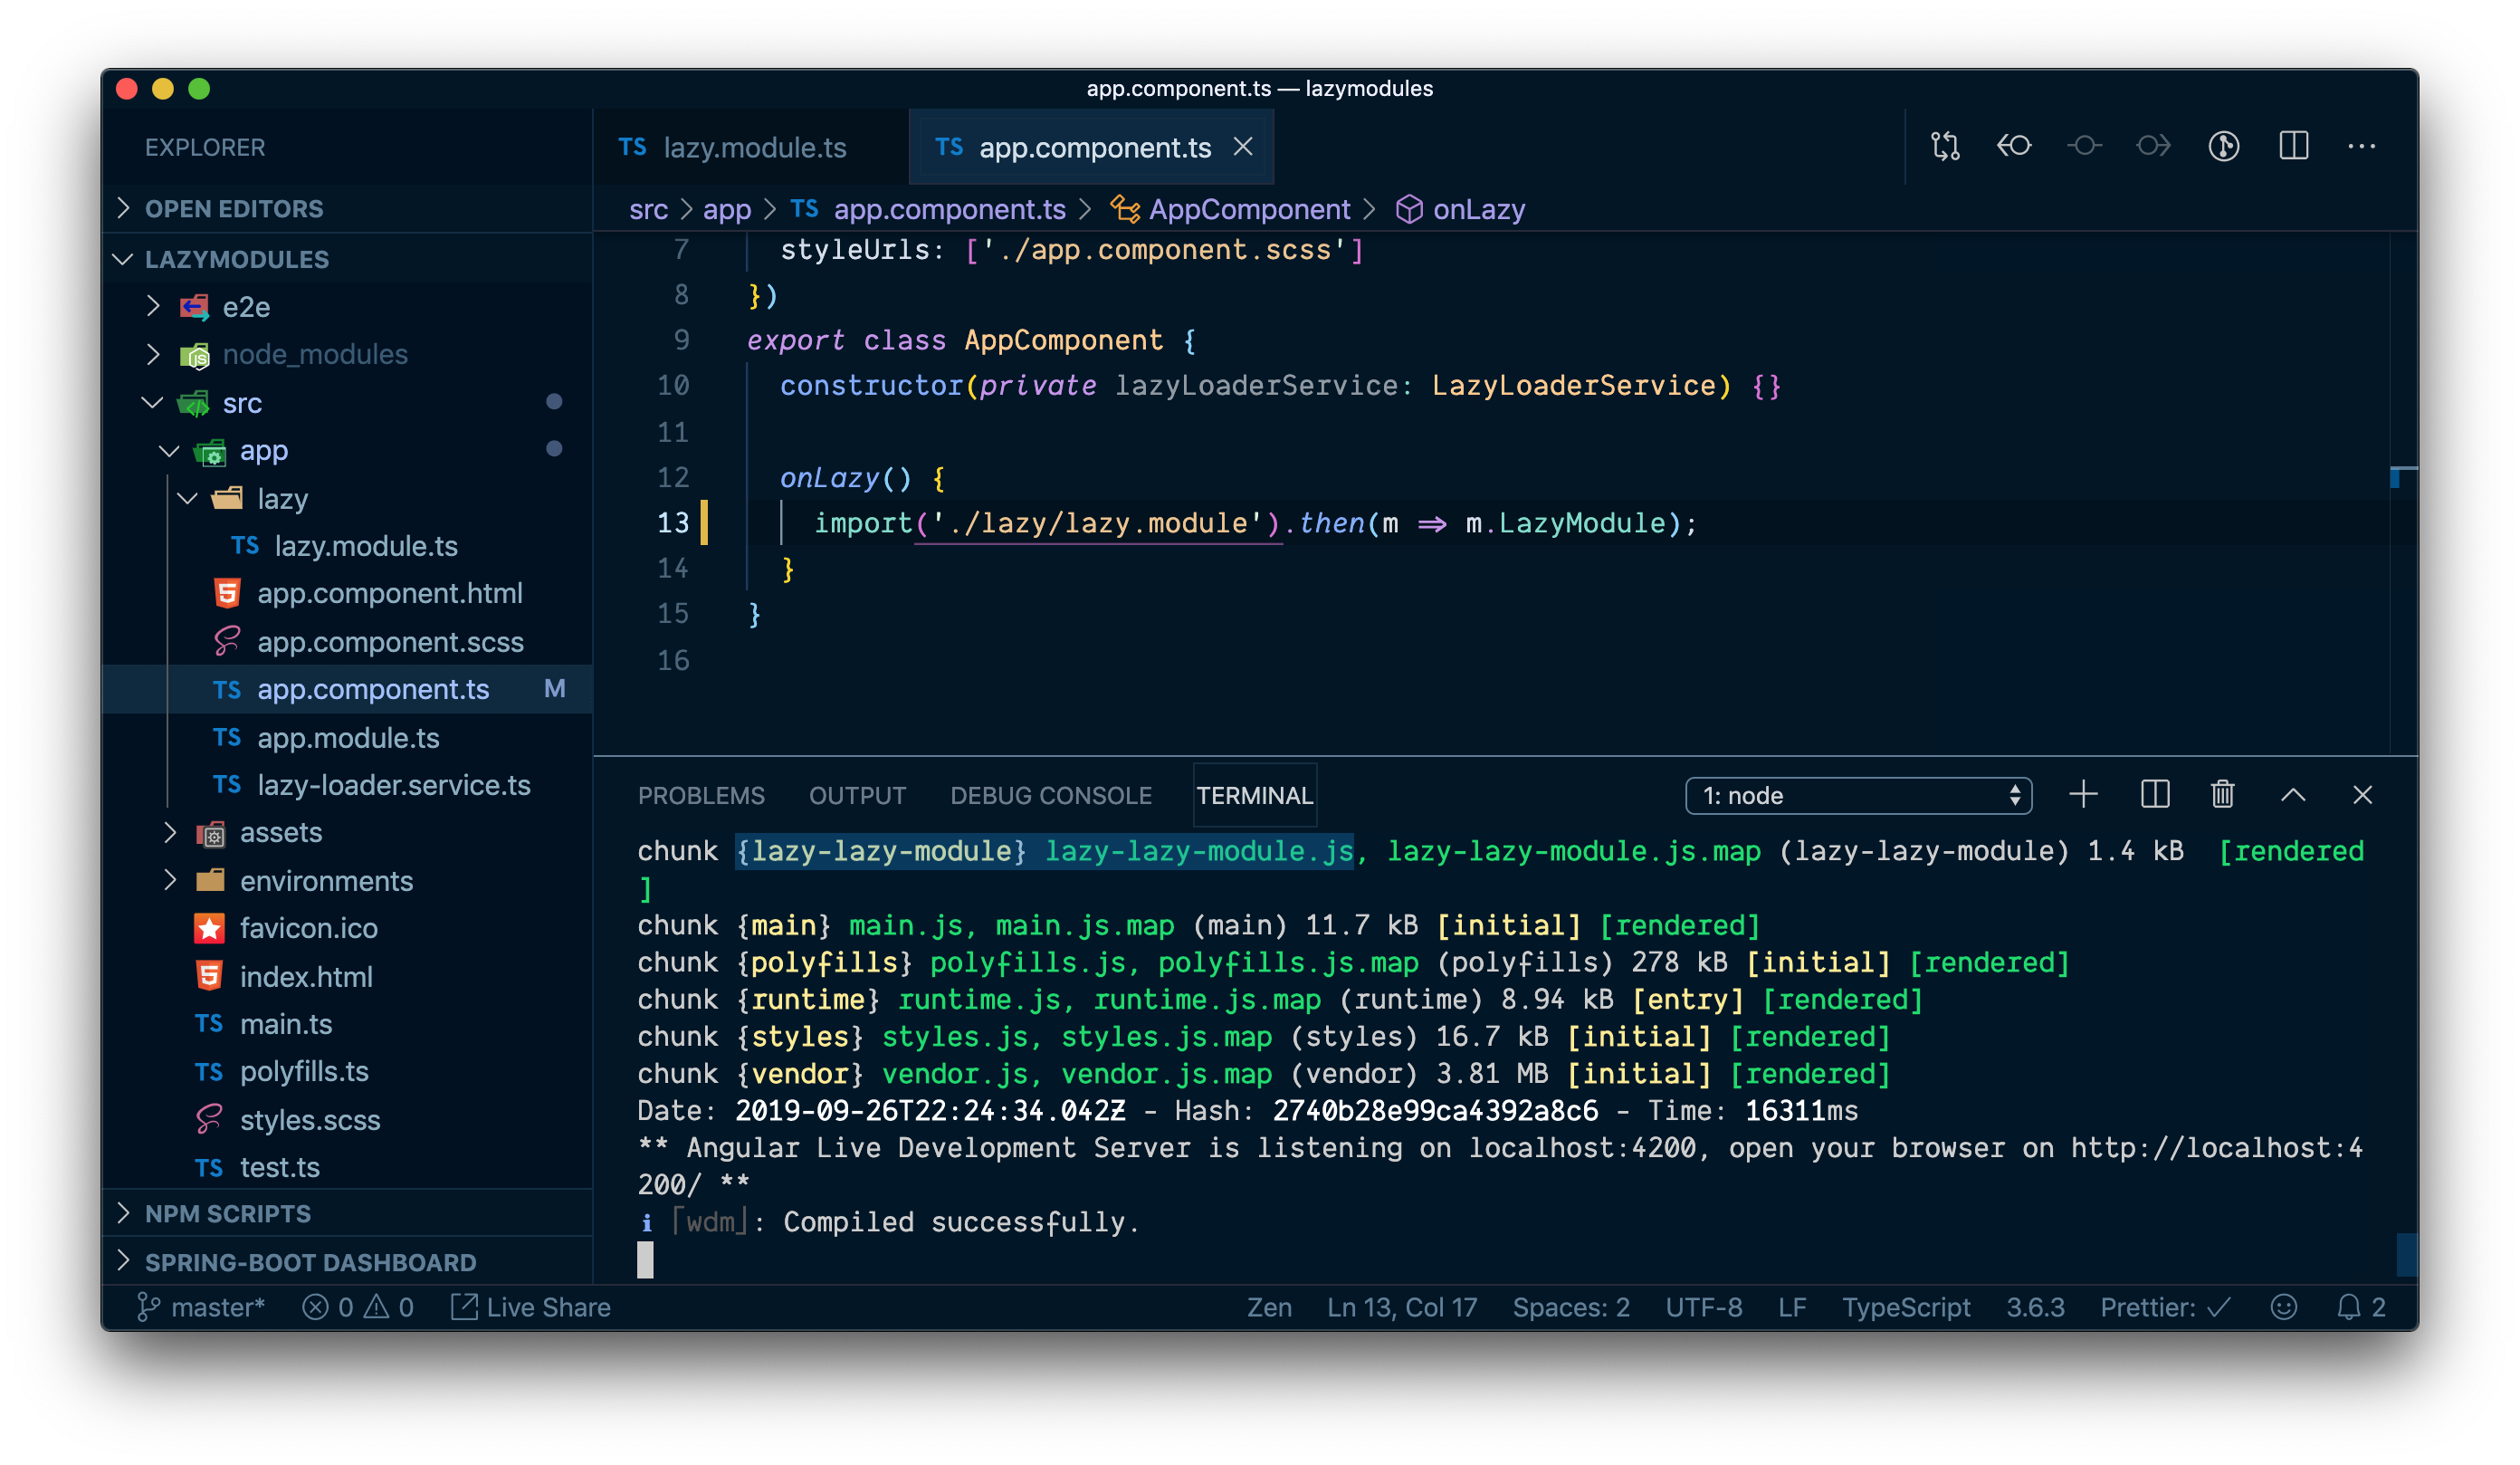 app.component.ts — lazymodules
EXPLORER
OPEN EDITORS
LAZYMODULES
e2e
node_modules
src
app
lazy
TS lazy.module.ts
app.component.html
app.component.scss
TS app.component.ts M
TS app.module.ts
TS lazy-loader.service.ts
assets
environments
favicon.ico
index.html
TS main.ts
TS polyfills.ts
styles.scss
TS test.ts
NPM SCRIPTS
SPRING-BOOT DASHBOARD
TS lazy.module.ts TS app.component.ts
src > app > TS app.component.ts > AppComponent > onLazy
7 styleUrls: ['./app.component.scss']
8 })
9 export class AppComponent {
10 constructor(private lazyLoaderService: LazyLoaderService) {}
11
12 onLazy() {
13 import('./lazy/lazy.module').then(m ⇒ m.LazyModule);
14 }
15 }
16
PROBLEMS OUTPUT DEBUG CONSOLE TERMINAL 1: node
chunk {lazy-lazy-module} lazy-lazy-module.js, lazy-lazy-module.js.map (lazy-lazy-module) 1.4 kB [rendered
]
chunk {main} main.js, main.js.map (main) 11.7 kB [initial] [rendered]
chunk {polyfills} polyfills.js, polyfills.js.map (polyfills) 278 kB [initial] [rendered]
chunk {runtime} runtime.js, runtime.js.map (runtime) 8.94 kB [entry] [rendered]
chunk {styles} styles.js, styles.js.map (styles) 16.7 kB [initial] [rendered]
chunk {vendor} vendor.js, vendor.js.map (vendor) 3.81 MB [initial] [rendered]
Date: 2019-09-26T22:24:34.042Z - Hash: 2740b28e99ca4392a8c6 - Time: 16311ms
** Angular Live Development Server is listening on localhost:4200, open your browser on http://localhost:4
200/ **
ℹ ｢wdm｣: Compiled successfully.
master* 0 0 Live Share Zen Ln 13, Col 17 Spaces: 2 UTF-8 LF TypeScript 3.6.3 Prettier: ✓ 2